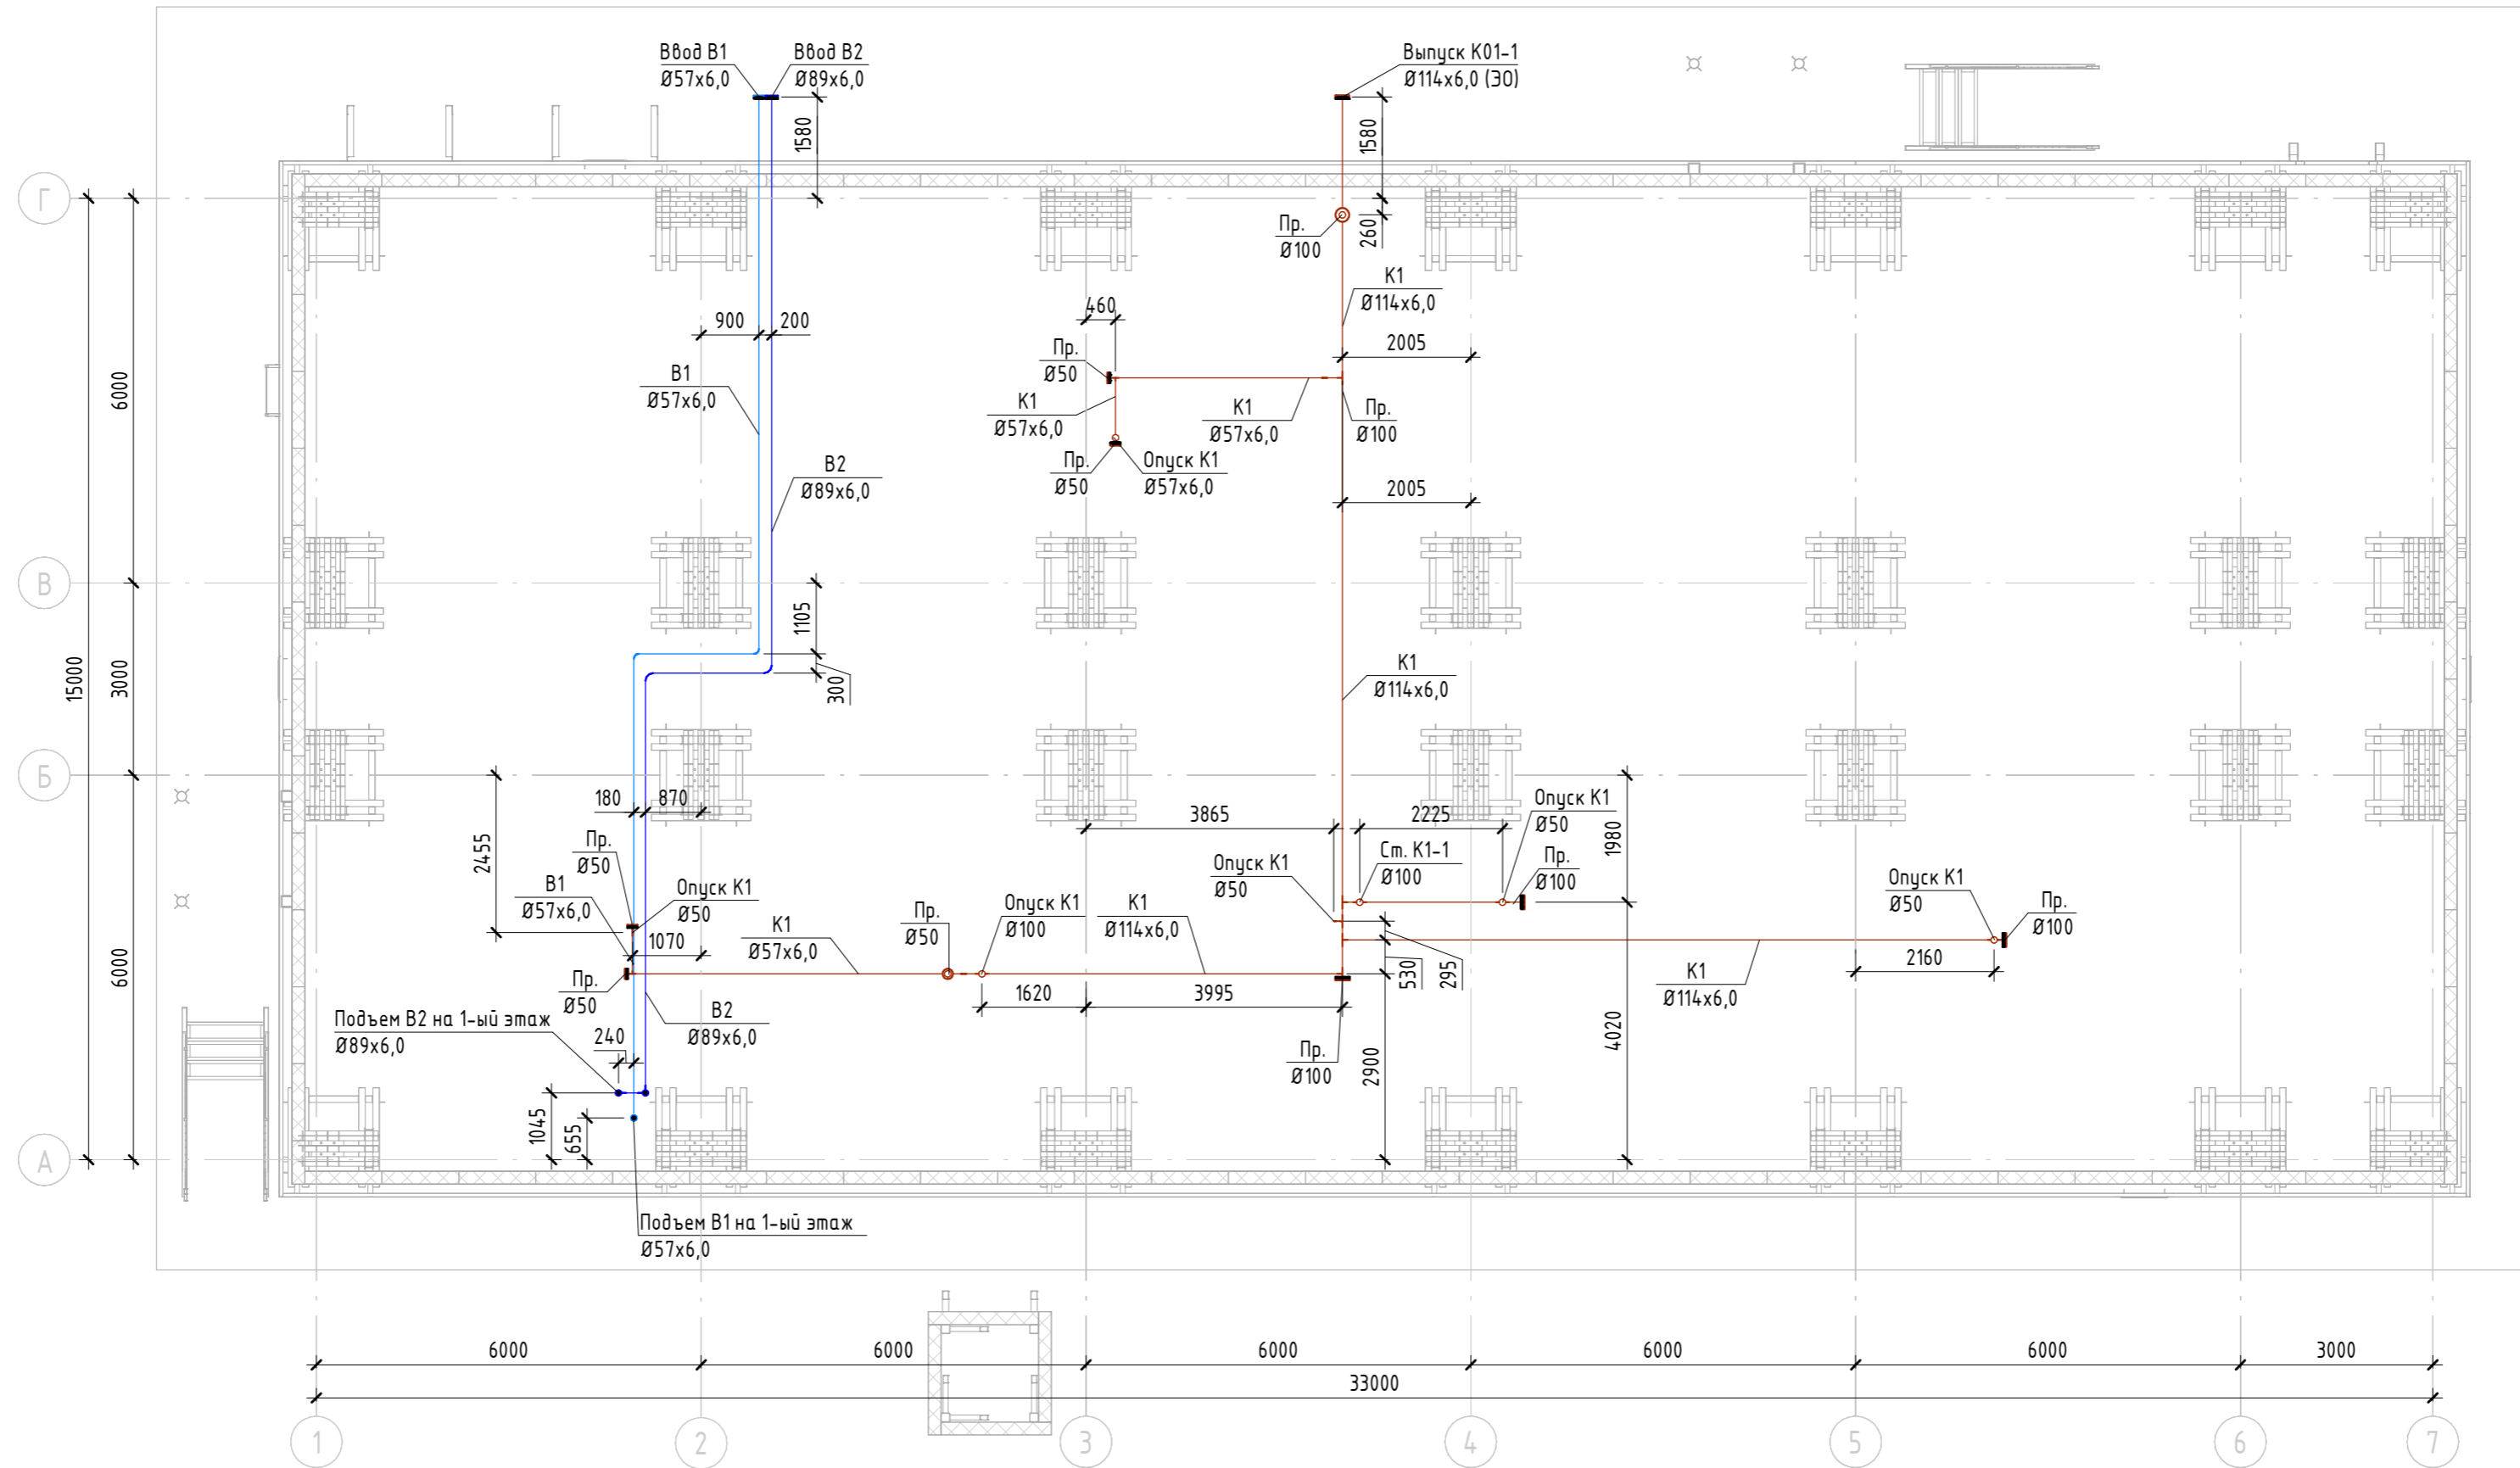 Ввод В1
Ø57х6,0
Ввод В2
Ø89х6,0
Выпуск К01-1
Ø114х6,0 (ЭО)
1580
1580
Г
Пр.
Ø100
260
К1
Ø114х6,0
460
900
200
2005
Пр.
Ø50
В1
Ø57х6,0
6000
К1
Ø57х6,0
К1
Ø57х6,0
Пр.
Ø100
Пр.
Ø50
Опуск К1
Ø57х6,0
В2
Ø89х6,0
2005
В
1105
15000
3000
300
К1
Ø114х6,0
Б
180
870
3865
2225
Опуск К1
Ø50
1980
2455
Пр.
Ø50
Ст. К1-1
Ø100
Пр.
Ø100
Опуск К1
Ø50
В1
Ø57х6,0
Опуск К1
Ø50
Опуск К1
Ø50
Пр.
Ø100
К1
Ø57х6,0
Пр.
Ø50
Опуск К1
Ø100
К1
Ø114х6,0
1070
6000
530
295
2160
К1
Ø114х6,0
Пр.
Ø50
1620
3995
В2
Ø89х6,0
Подъем В2 на 1-ый этаж
Ø89х6,0
240
Пр.
Ø100
2900
4020
1045
655
А
Подъем В1 на 1-ый этаж
Ø57х6,0
6000
6000
6000
6000
6000
3000
33000
1
2
3
4
5
6
7